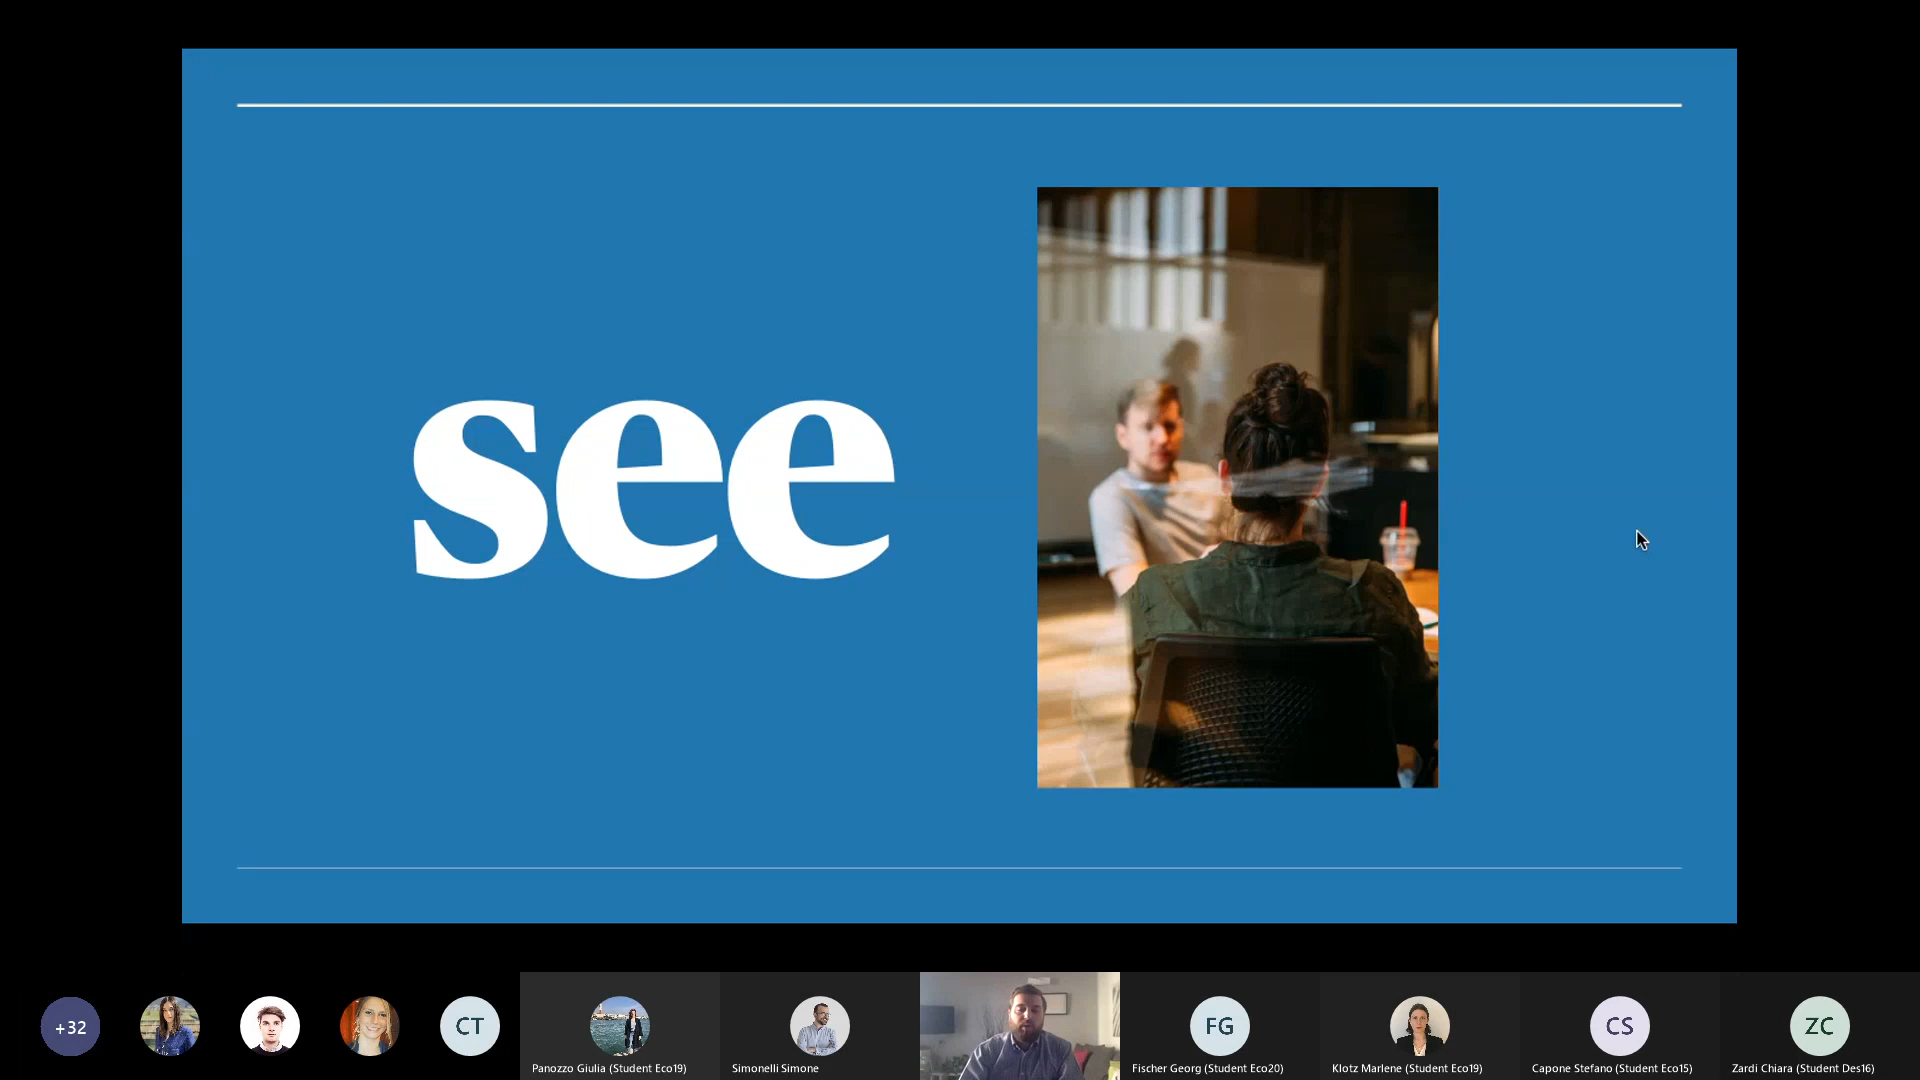 see
+32
CT
Panozzo Giulia (Student Eco19)
Simonelli Simone
FG
Fischer Georg (Student Eco20)
Klotz Marlene (Student Eco19)
CS
Capone Stefano (Student Eco15)
ZC
Zardi Chiara (Student Des16)